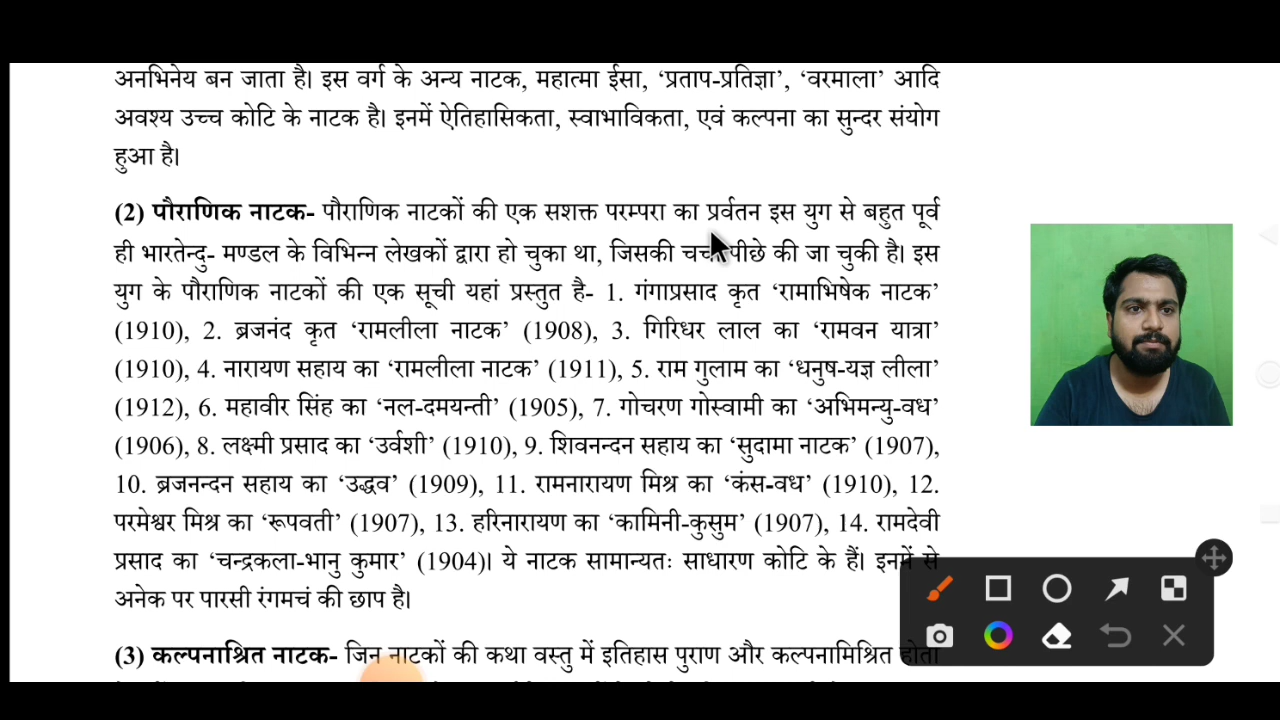 अनभिनेय बन जाता है। इस वर्ग के अन्य नाटक, महात्मा ईसा, ‘प्रताप-प्रतिज्ञा’, ‘वरमाला’ आदि
अवश्य उच्च कोटि के नाटक है। इनमें ऐतिहासिकता, स्वाभाविकता, एवं कल्पना का सुन्दर संयोग
हुआ है।
(2) पौराणिक नाटक- पौराणिक नाटकों की एक सशक्त परम्परा का प्रर्वतन इस युग से बहुत पूर्व
ही भारतेन्दु- मण्डल के विभिन्न लेखकों द्वारा हो चुका था, जिसकी पीछे की जा चुकी है। इस
युग के पौराणिक नाटकों की एक सूची यहां प्रस्तुत है- 1. गंगाप्रसाद कृत ‘रामाभिषेक नाटक’
(1910), 2. ब्रजनंद कृत ‘रामलीला नाटक’ (1908), 3. गिरिधर लाल का ‘रामवन यात्रा’
(1910), 4. नारायण सहाय का ‘रामलीला नाटक’ (1911), 5. राम गुलाम का ‘धनुष-यज्ञ लीला’
(1912), 6. महावीर सिंह का ‘नल-दमयन्ती’ (1905), 7. गोचरण गोस्वामी का ‘अभिमन्यु-वध’
(1906), 8. लक्ष्मी प्रसाद का ‘उर्वशी’ (1910), 9. शिवनन्दन सहाय का ‘सुदामा नाटक’ (1907),
10. ब्रजनन्दन सहाय का ‘उद्धव’ (1909), 11. रामनारायण मिश्र का ‘कंस-वध’ (1910), 12.
परमेश्वर मिश्र का ‘रूपवती’ (1907), 13. हरिनारायण का ‘कामिनी-कुसुम’ (1907), 14. रामदेवी
प्रसाद का ‘चन्द्रकला-भानु कुमार’ (1904)। ये नाटक सामान्यतः साधारण कोटि के हैं। इनमें से
अनेक पर पारसी रंगमचं की छाप है।
(3) कल्पनाश्रित नाटक- जिन नाटकों की कथा वस्तु में इतिहास पुराण और कल्पनामिश्रित होता